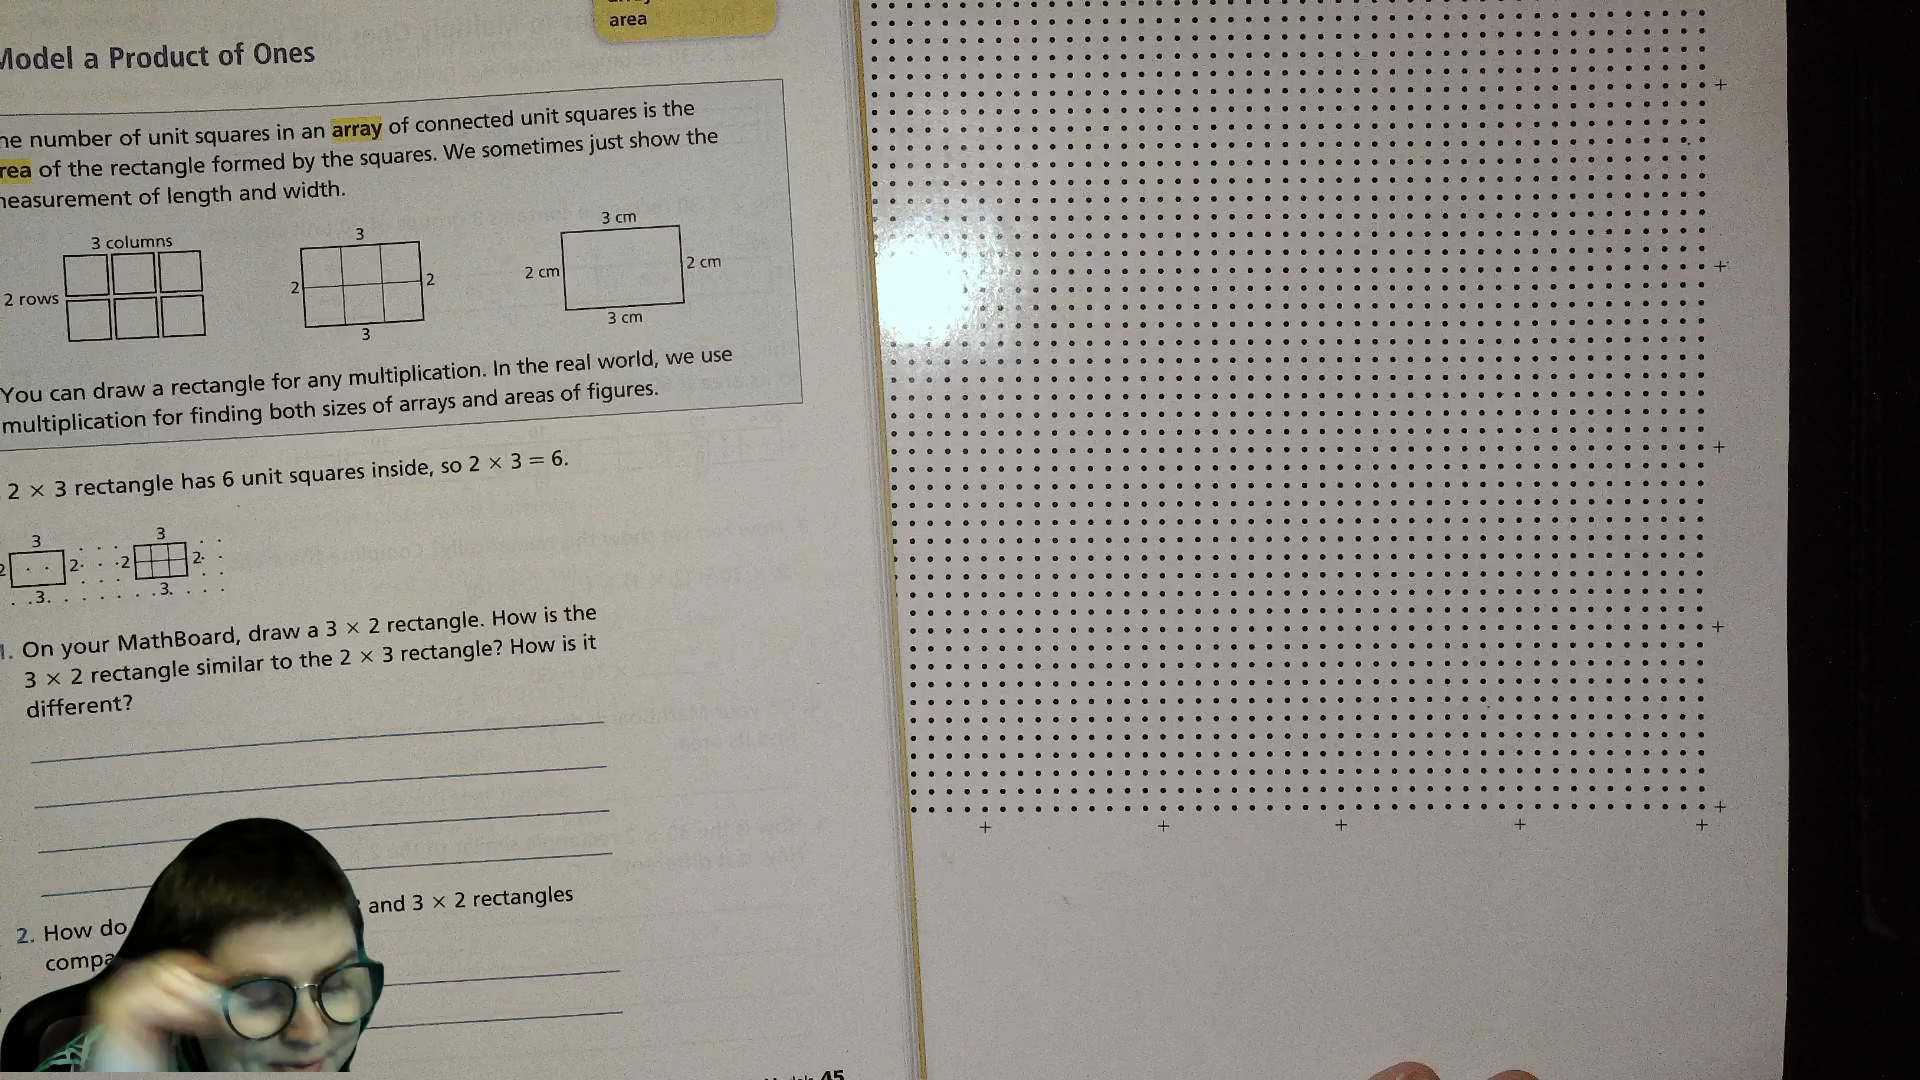 area
Model a Product of Ones
number of unit squares in an array of connected unit squares is the
of the rectangle formed by the squares. We sometimes just show the
measurement of length and width.
3 columns
2 rows
3
2
2
3
3 cm
2 cm
2 cm
3 cm
You can draw a rectangle for any multiplication. In the real world, we use
multiplication for finding both sizes of arrays and areas of figures.
2 × 3 rectangle has 6 unit squares inside, so 2 × 3 = 6.
3
2
2
3
3
2
2
3
1. On your MathBoard, draw a 3 × 2 rectangle. How is the
3 × 2 rectangle similar to the 2 × 3 rectangle? How is it
different?
2. How do and 3 × 2 rectangles
45